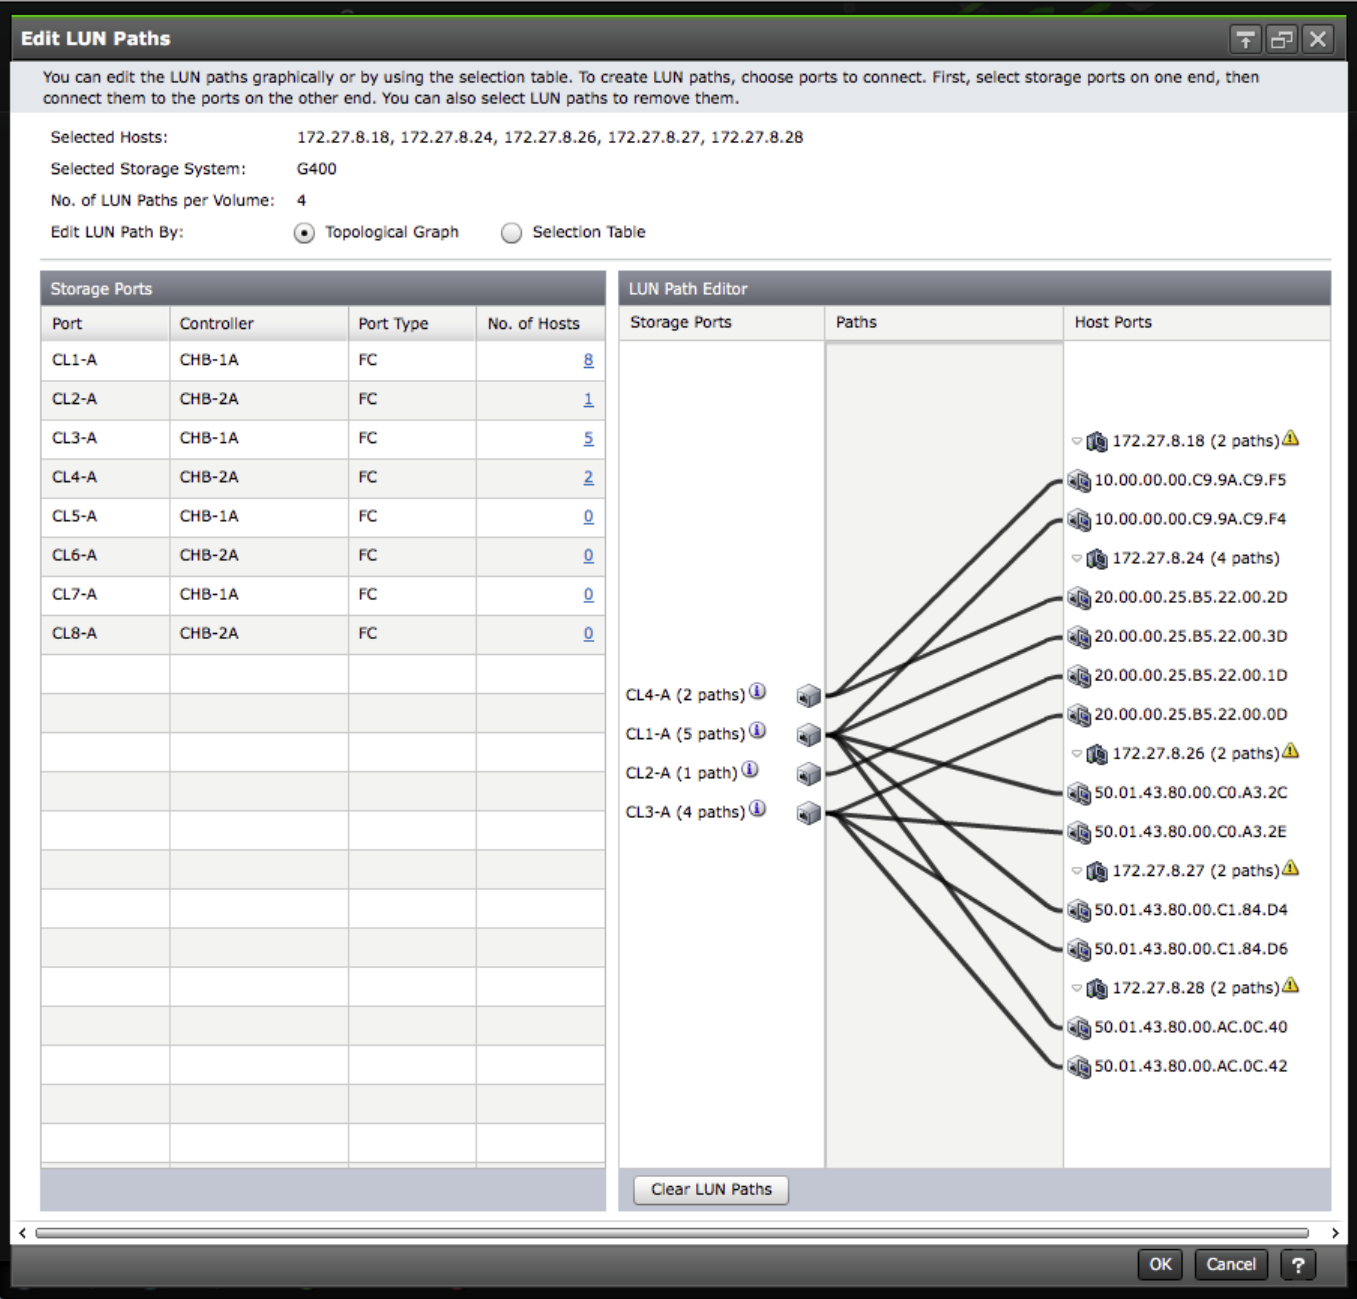 Edit LUN Paths
You can edit the LUN paths graphically or by using the selection table. To create LUN paths, choose ports to connect. First, select storage ports on one end, then
connect them to the ports on the other end. You can also select LUN paths to remove them.
Selected Hosts: 172.27.8.18, 172.27.8.24, 172.27.8.26, 172.27.8.27, 172.27.8.28
Selected Storage System: G400
No. of LUN Paths per Volume: 4
Edit LUN Path By: Topological Graph Selection Table
Storage Ports
Port Controller Port Type No. of Hosts
CL1-A CHB-1A FC 8
CL2-A CHB-2A FC 1
CL3-A CHB-1A FC 5
CL4-A CHB-2A FC 2
CL5-A CHB-1A FC 0
CL6-A CHB-2A FC 0
CL7-A CHB-1A FC 0
CL8-A CHB-2A FC 0
LUN Path Editor
Storage Ports Paths Host Ports
CL4-A (2 paths)
CL1-A (5 paths)
CL2-A (1 path)
CL3-A (4 paths)
172.27.8.18 (2 paths)
10.00.00.00.C9.9A.C9.F5
10.00.00.00.C9.9A.C9.F4
172.27.8.24 (4 paths)
20.00.00.25.B5.22.00.2D
20.00.00.25.B5.22.00.3D
20.00.00.25.B5.22.00.1D
20.00.00.25.B5.22.00.0D
172.27.8.26 (2 paths)
50.01.43.80.00.C0.A3.2C
50.01.43.80.00.C0.A3.2E
172.27.8.27 (2 paths)
50.01.43.80.00.C1.84.D4
50.01.43.80.00.C1.84.D6
172.27.8.28 (2 paths)
50.01.43.80.00.AC.0C.40
50.01.43.80.00.AC.0C.42
Clear LUN Paths
OK Cancel ?